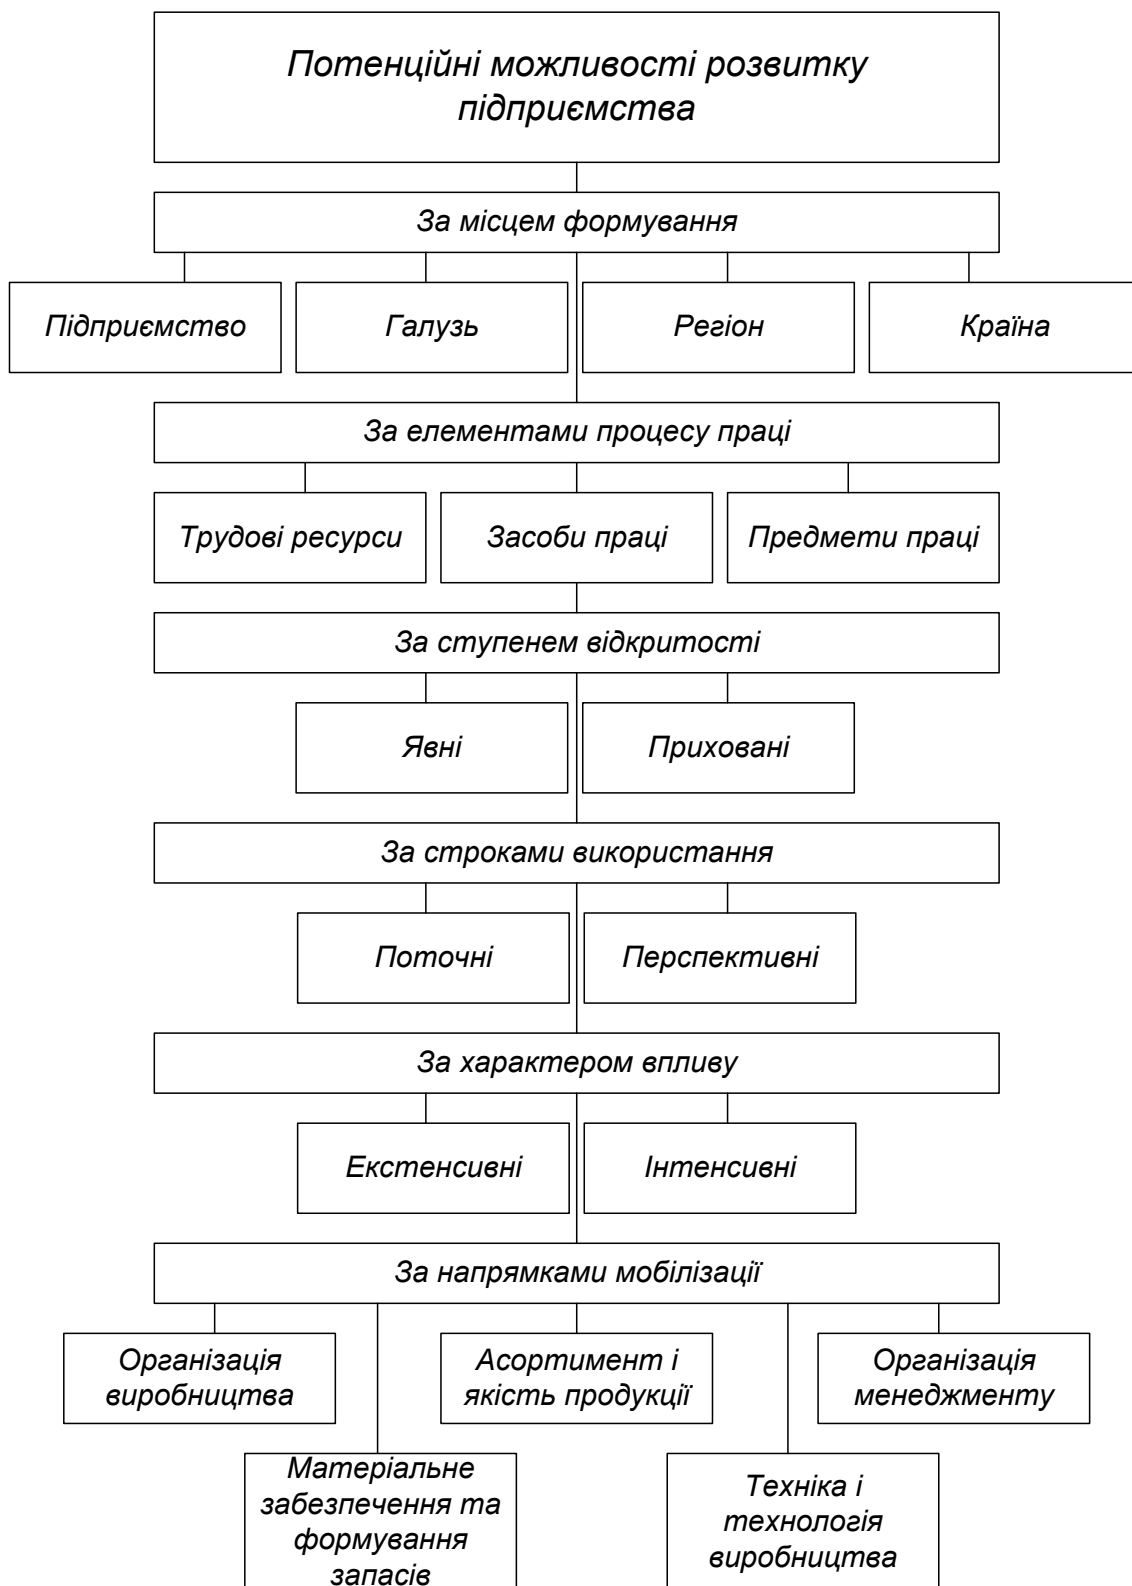 Потенційні можливості розвитку
підприємства
За місцем формування
Підприємство
Галузь
Регіон
Країна
За елементами процесу праці
Трудові ресурси
Засоби праці
Предмети праці
За ступенем відкритості
Явні
Приховані
За строками використання
Поточні
Перспективні
За характером впливу
Екстенсивні
Інтенсивні
За напрямками мобілізації
Організація
виробництва
Асортимент і
якість продукції
Організація
менеджменту
Матеріальне
забезпечення та
формування
запасів
Техніка і
технологія
виробництва